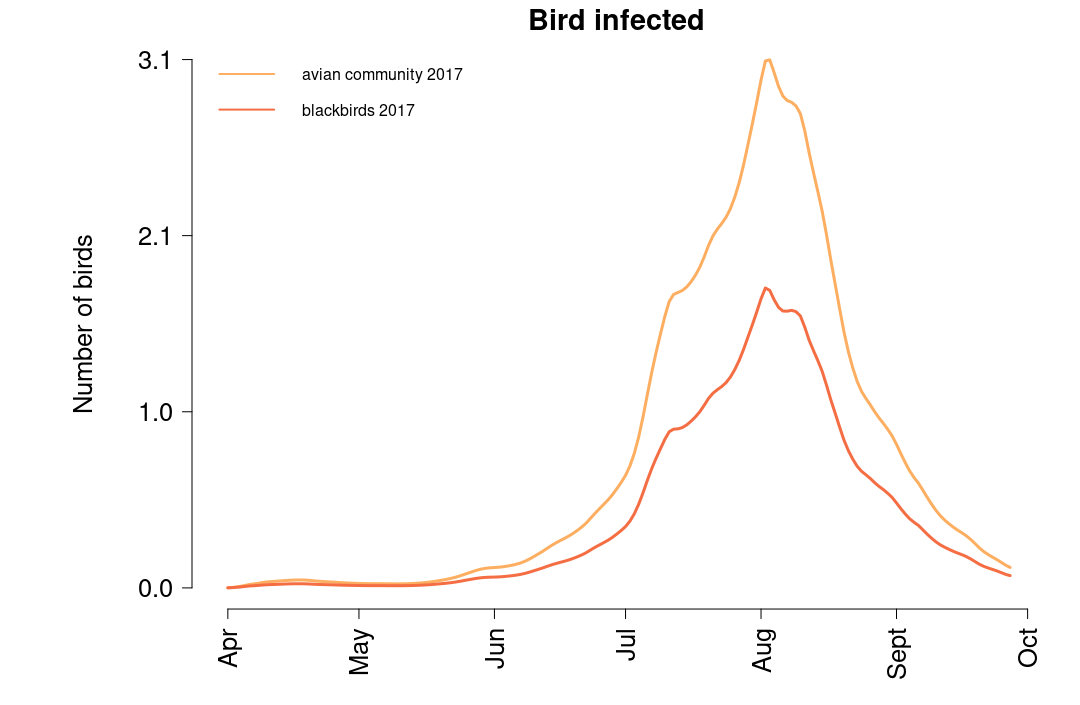 Bird infected
avian community 2017
blackbirds 2017
Number of birds
3.1
2.1
1.0
0.0
Apr
May
Jun
Jul
Aug
Sept
Oct